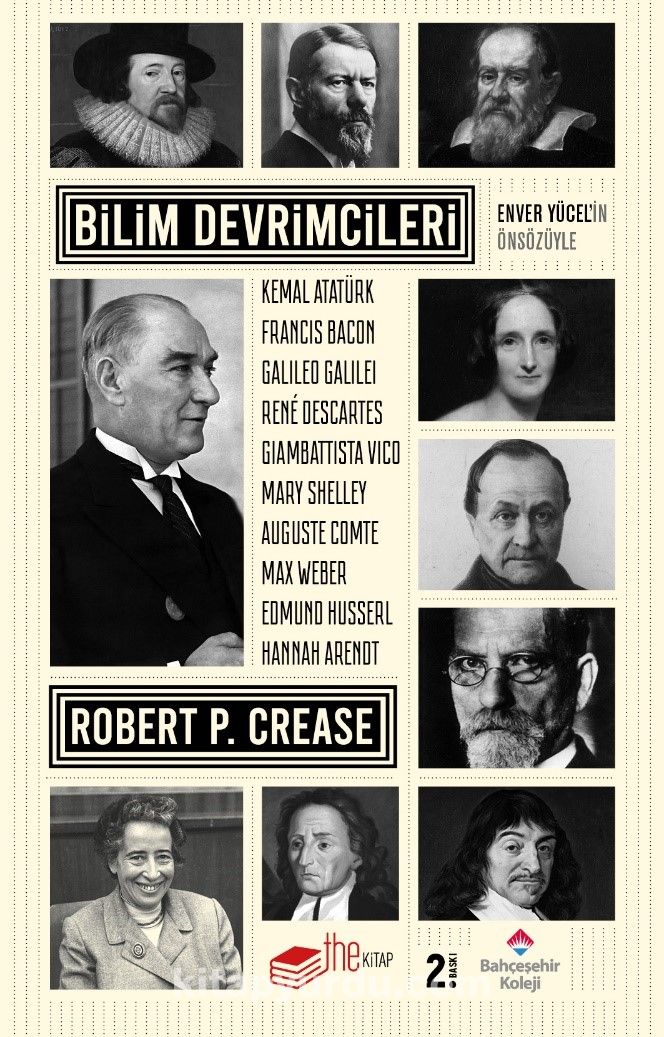 BİLİM DEVRİMCİLERİ
ENVER YÜCEL'İN
ÖNSÖZÜYLE
KEMAL ATATÜRK
FRANCIS BACON
GALILEO GALILEI
RENÉ DESCARTES
GIAMBATTISTA VICO
MARY SHELLEY
AUGUSTE COMTE
MAX WEBER
EDMUND HUSSERL
HANNAH ARENDT
ROBERT P. CREASE
the KİTAP
2. BASKI
Bahçeşehir
Koleji